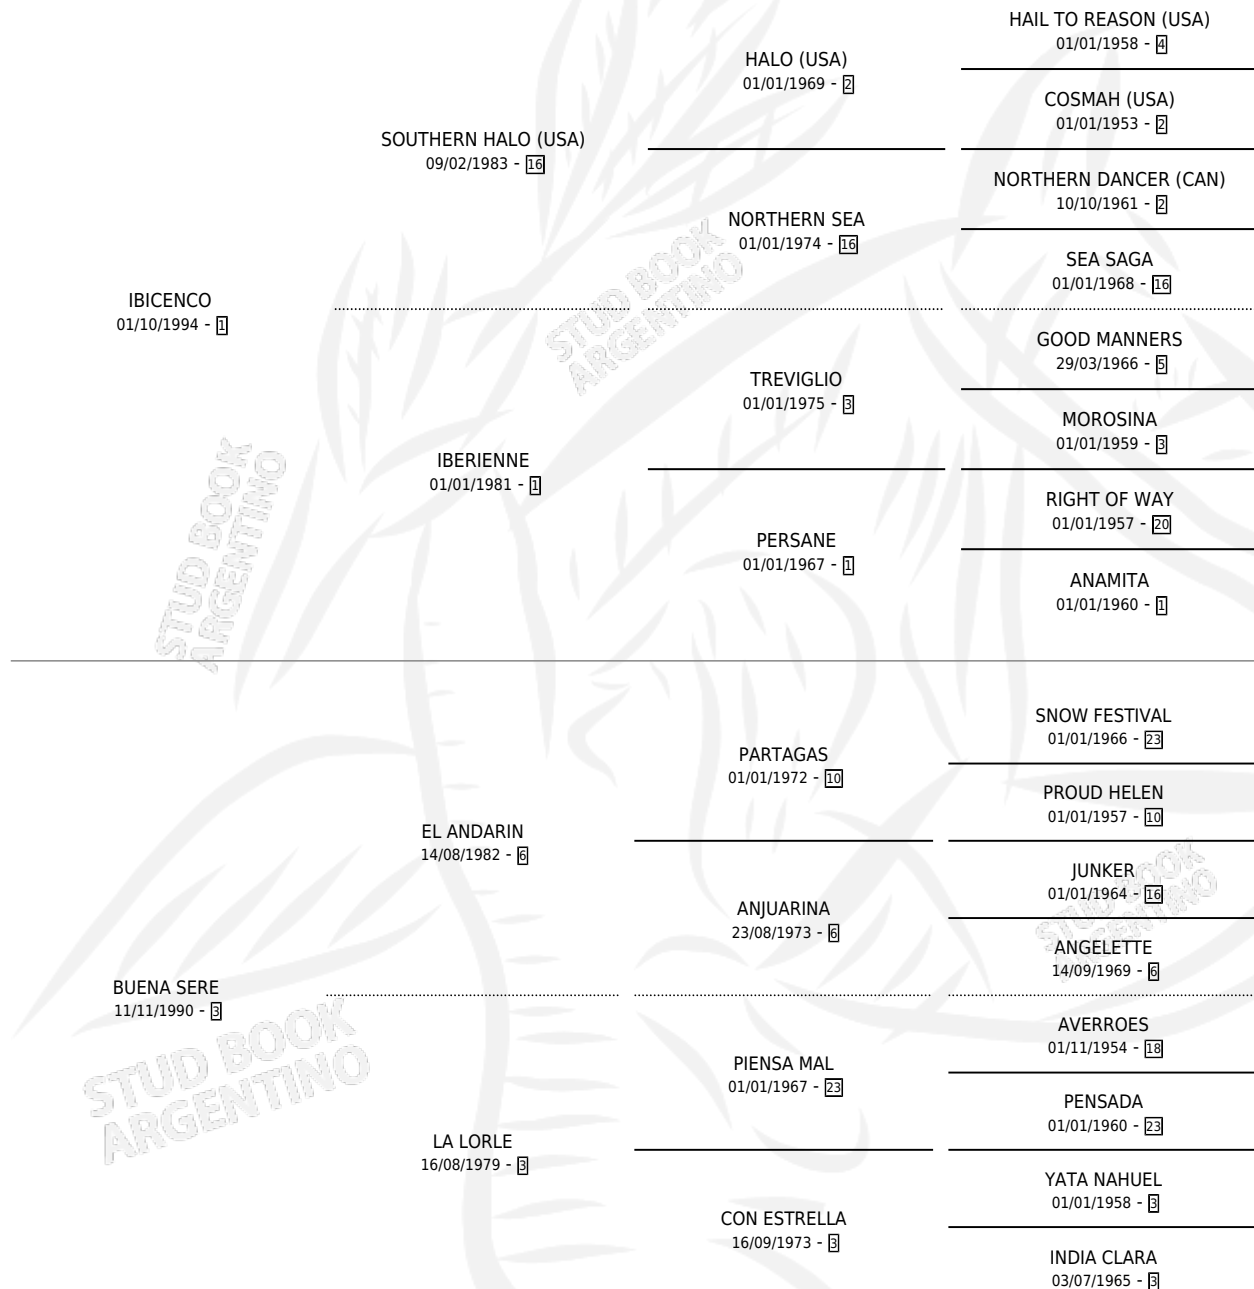 HAIL TO REASON (USA)
01/01/1958 - 4
HALO (USA)
01/01/1969 - 2
COSMAH (USA)
01/01/1953 - 2
SOUTHERN HALO (USA)
09/02/1983 - 16
NORTHERN DANCER (CAN)
10/10/1961 - 2
NORTHERN SEA
01/01/1974 - 16
SEA SAGA
01/01/1968 - 16
IBICENCO
01/10/1994 - 1
GOOD MANNERS
29/03/1966 - 5
TREVIGLIO
01/01/1975 - 3
MOROSINA
01/01/1959 - 3
IBERIENNE
01/01/1981 - 1
RIGHT OF WAY
01/01/1957 - 20
PERSANE
01/01/1967 - 1
ANAMITA
01/01/1960 - 1
SNOW FESTIVAL
01/01/1966 - 23
PARTAGAS
01/01/1972 - 10
PROUD HELEN
01/01/1957 - 10
EL ANDARIN
14/08/1982 - 6
JUNKER
01/01/1964 - 16
ANJUARINA
23/08/1973 - 6
ANGELETTE
14/09/1969 - 6
BUENA SERE
11/11/1990 - 3
AVERROES
01/11/1954 - 18
PIENSA MAL
01/01/1967 - 23
PENSADA
01/01/1960 - 23
LA LORLE
16/08/1979 - 3
YATA NAHUEL
01/01/1958 - 3
CON ESTRELLA
16/09/1973 - 3
INDIA CLARA
03/07/1965 - 3
STUD BOOK
ARGENTINO
STUD BOOK
ARGENTINO
STUD BOOK
ARGENTINO
STUD BOOK
ARGENTINO